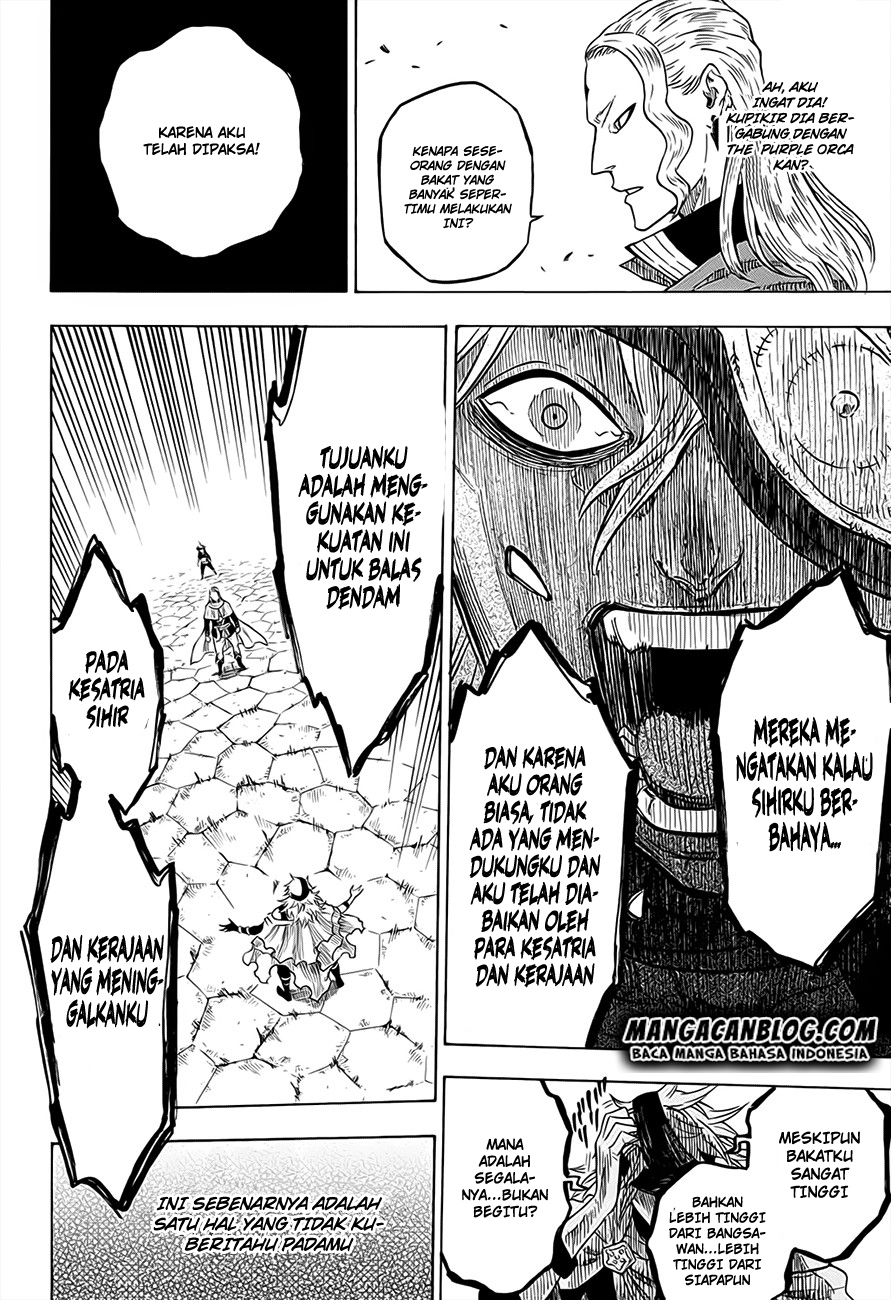 AH, AKU
INGAT DIA!
KUPIKIR DIA BER-
GABUNG DENGAN
THE PURPLE ORCA
KAN?
KENAPA SESE-
ORANG DENGAN
BAKAT YANG
BANYAK SEPER-
TIMU MELAKUKAN
INI?
KARENA AKU
TELAH DIPAKSA!
MEREKA ME-
NGATAKAN KALAU
SIHIRKU BER-
BAHAYA...
DAN KARENA
AKU ORANG
BIASA, TIDAK
ADA YANG MEN-
DUKUNGKU DAN
AKU TELAH DIA-
BAIKAN OLEH
PARA KESATRIA
DAN KERAJAAN
TUJUANKU
ADALAH MENG-
GUNAKAN KE-
KUATAN INI
UNTUK BALAS
DENDAM
PADA
KESATRIA
SIHIR
DAN KERAJAAN
YANG MENING-
GALKANKU
MANGACANBLOG.COM
BACA MANGA BAHASA INDONESIA
MESKIPUN
BAKATKU
SANGAT
TINGGI
BAHKAN
LEBIH TINGGI
DARI BANGSA-
WAN...LEBIH
TINGGI DARI
SIAPAPUN
MANA
ADALAH
SEGALA-
NYA...BUKAN
BEGITU?
INI SEBENARNYA ADALAH
SATU HAL YANG TIDAK KU-
BERITAHU PADAMU